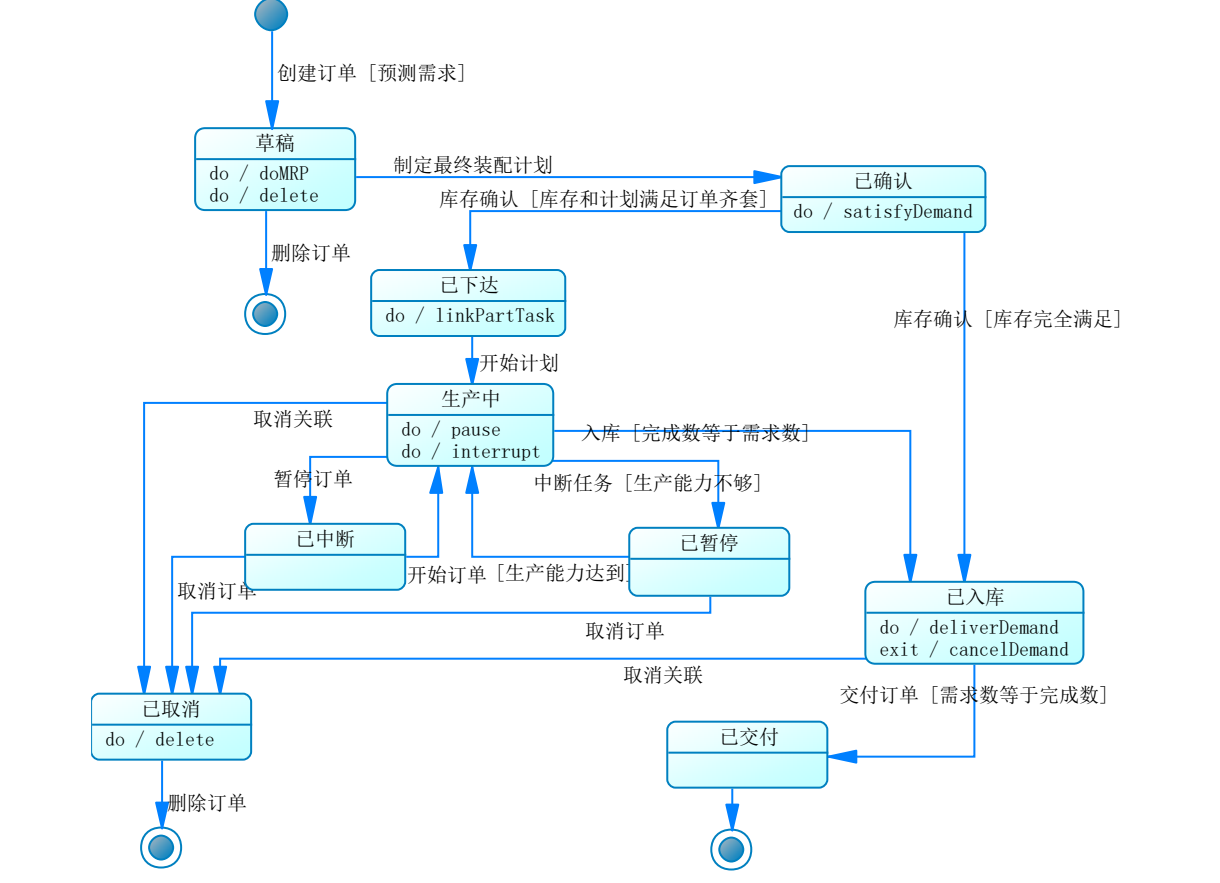 创建订单 [预测需求]
草稿
do / doMRP
do / delete
制定最终装配计划
已确认
do / satisfyDemand
库存确认 [库存和计划满足订单齐套]
删除订单
已下达
do / linkPartTask
库存确认 [库存完全满足]
开始计划
生产中
do / pause
do / interrupt
取消关联
入库 [完成数等于需求数]
暂停订单
中断任务 [生产能力不够]
已中断
已暂停
开始订单 [生产能力达到]
取消订单
已入库
do / deliverDemand
exit / cancelDemand
取消订单
取消关联
交付订单 [需求数等于完成数]
已取消
do / delete
已交付
删除订单